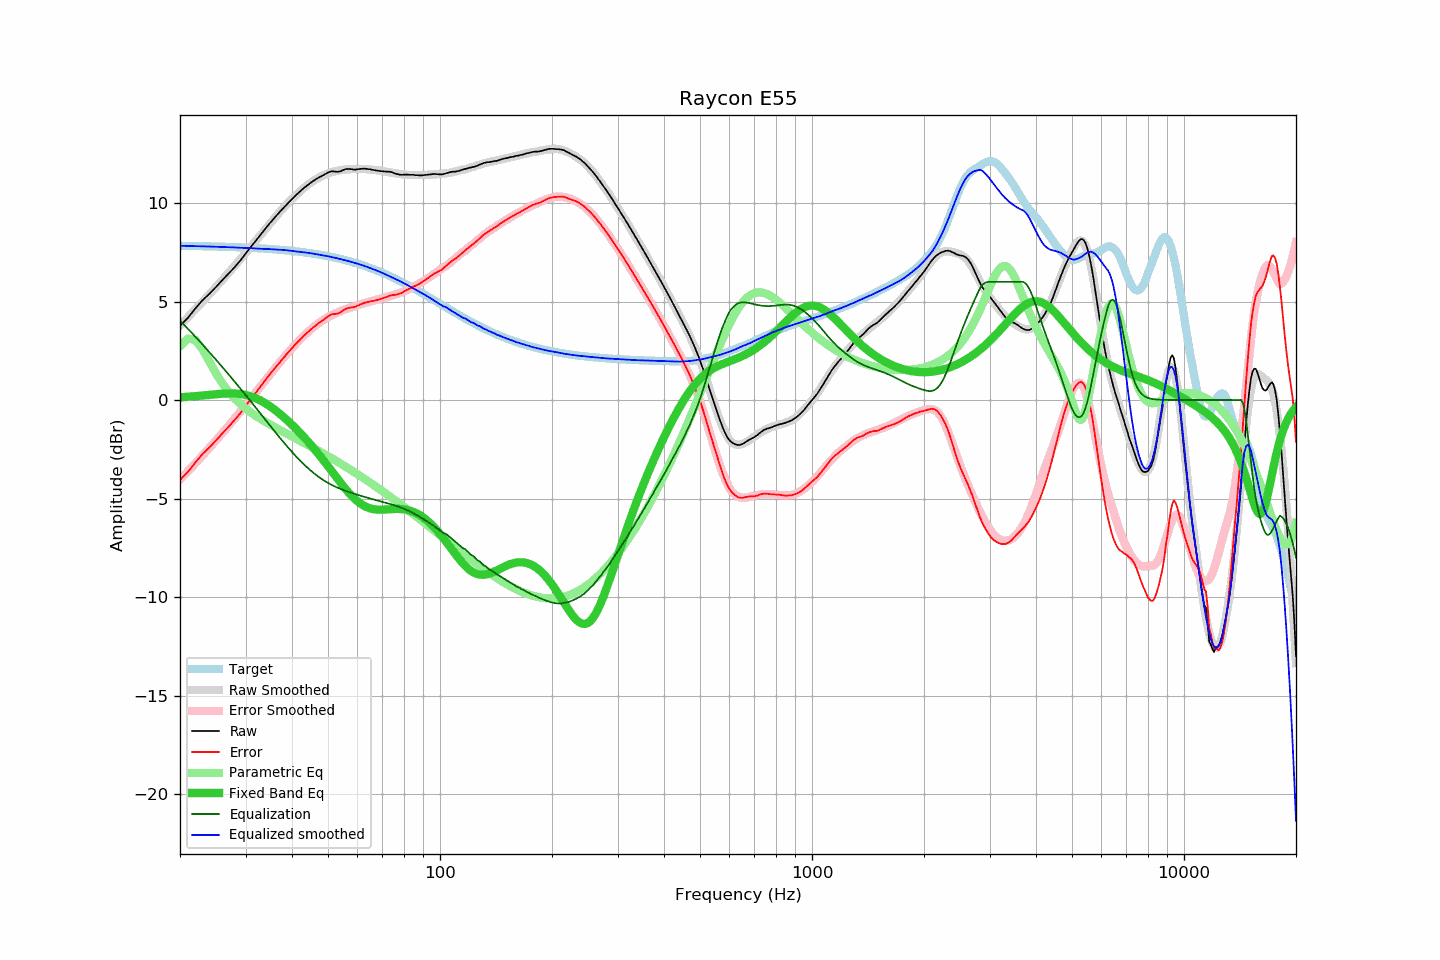 Raycon E55
Amplitude (dBr)
10
5
0
−5
−10
−15
−20
Target
Raw Smoothed
Error Smoothed
Raw
Error
Parametric Eq
Fixed Band Eq
Equalization
Equalized smoothed
100
1000
10000
Frequency (Hz)